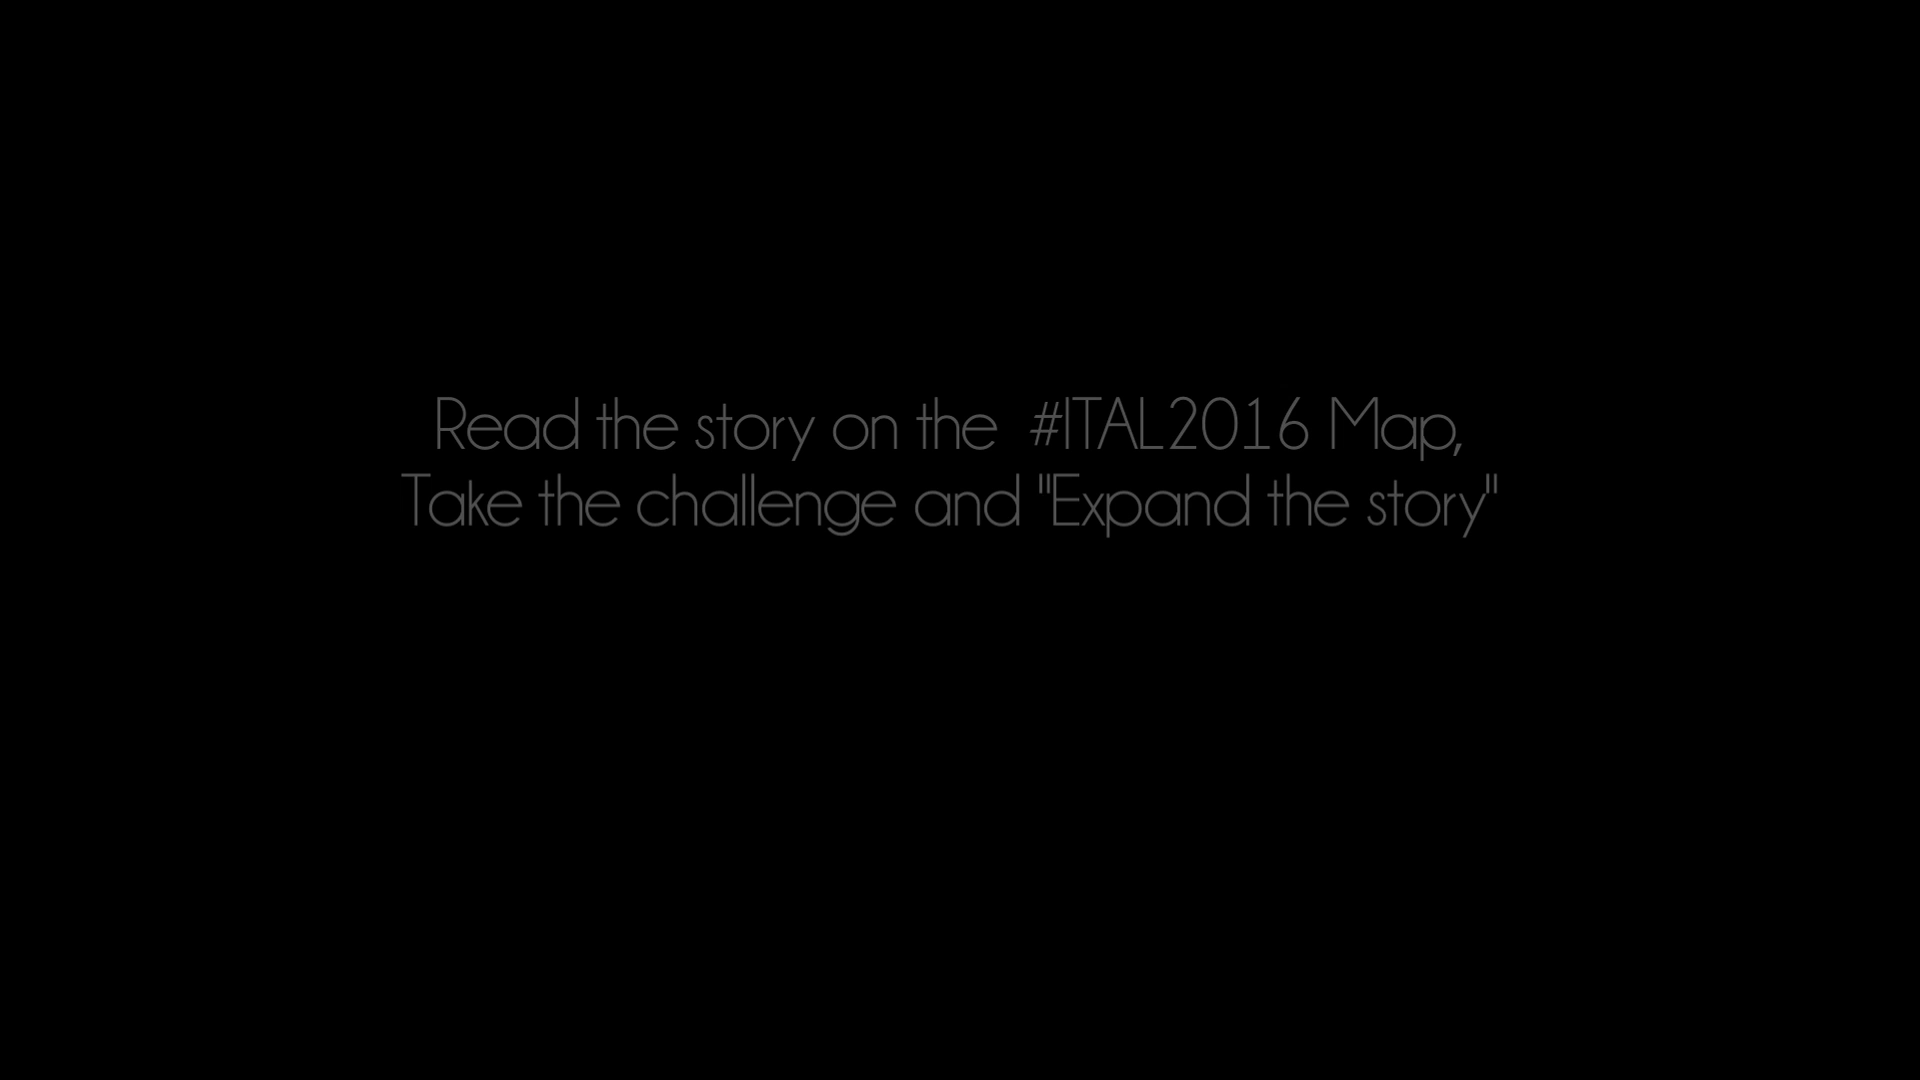 Read the story on the #ITAL2016 Map,
Take the challenge and "Expand the story"